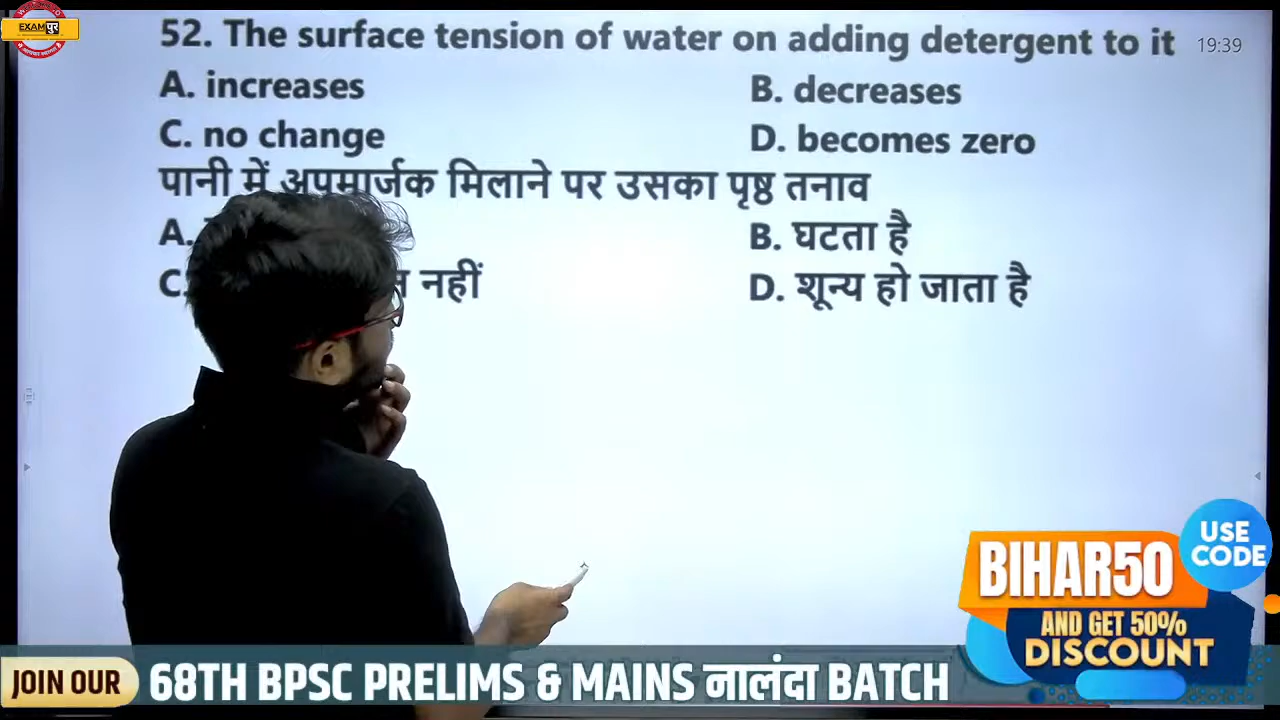 EXAM पुर
52. The surface tension of water on adding detergent to it
19:39
A. increases
B. decreases
C. no change
D. becomes zero
पानी में अपमार्जक मिलाने पर उसका पृष्ठ तनाव
A.
B. घटता है
C. नहीं
D. शून्य हो जाता है
USE
CODE
BIHAR50
AND GET 50%
DISCOUNT
JOIN OUR
68TH BPSC PRELIMS & MAINS नालंदा BATCH